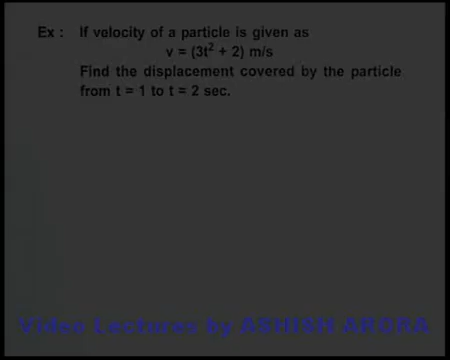 Ex : If velocity of a particle is given as
v = (3t² + 2) m/s
Find the displacement covered by the particle
from t = 1 to t = 2 sec.
Video Lectures by ASHISH ARORA